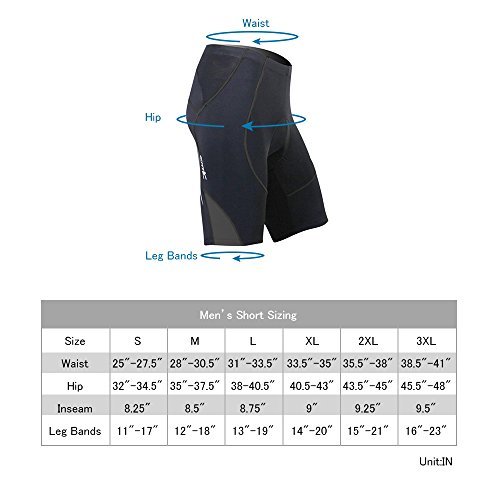 Waist
Hip
Leg Bands
Men's Short Sizing
Size S M L XL 2XL 3XL
Waist 25"-27.5" 28"-30.5" 31"-33.5" 33.5"-35" 35.5"-38" 38.5"-41"
Hip 32"-34.5" 35"-37.5" 38-40.5" 40.5-43" 43.5"-45" 45.5"-48"
Inseam 8.25" 8.5" 8.75" 9" 9.25" 9.5"
Leg Bands 11"-17" 12"-18" 13"-19" 14"-20" 15"-21" 16"-23"
Unit:IN